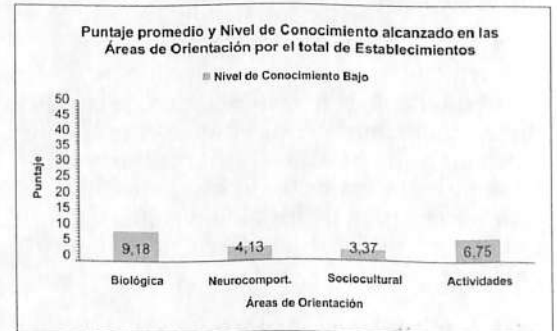 Puntaje promedio y Nivel de Conocimiento alcanzado en las
Áreas de Orientación por el total de Establecimientos
Nivel de Conocimiento Bajo
Puntaje
50
45
40
35
30
25
20
15
10
5
0
9,18
4,13
3,37
6,75
Biológica
Neurocomport.
Sociocultural
Actividades
Áreas de Orientación